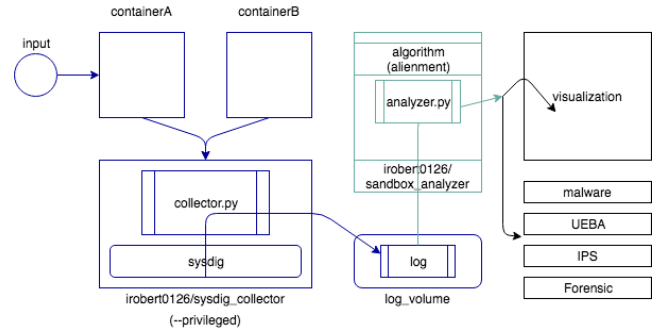 containerA
containerB
input
algorithm
(alienment)
analyzer.py
visualization
irobert0126/
sandbox_analyzer
malware
collector.py
UEBA
sysdig
log
IPS
Forensic
irobert0126/sysdig_collector
log_volume
(--privileged)